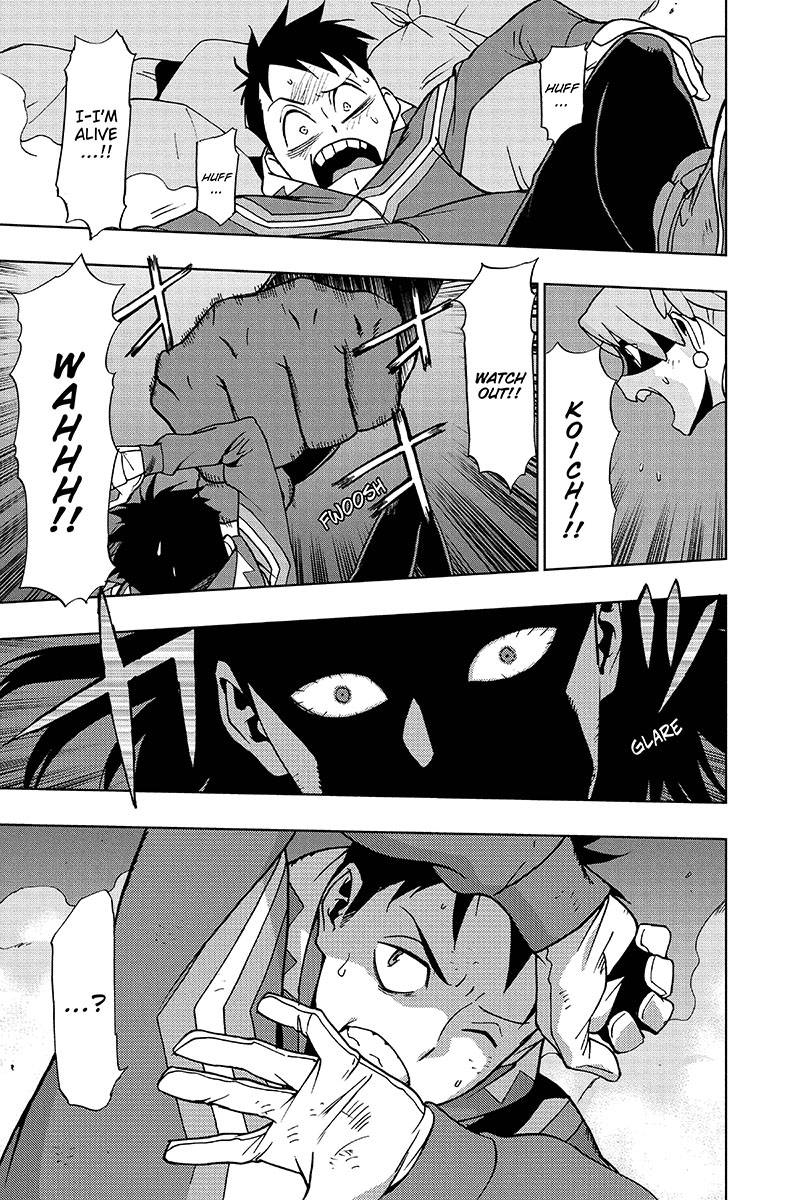 HUFF
...
I-I'M
ALIVE
...!!
HUFF
...
KOICHI!!
WATCH
OUT!!
FWOOSH
WAHHH!!
GLARE
...?